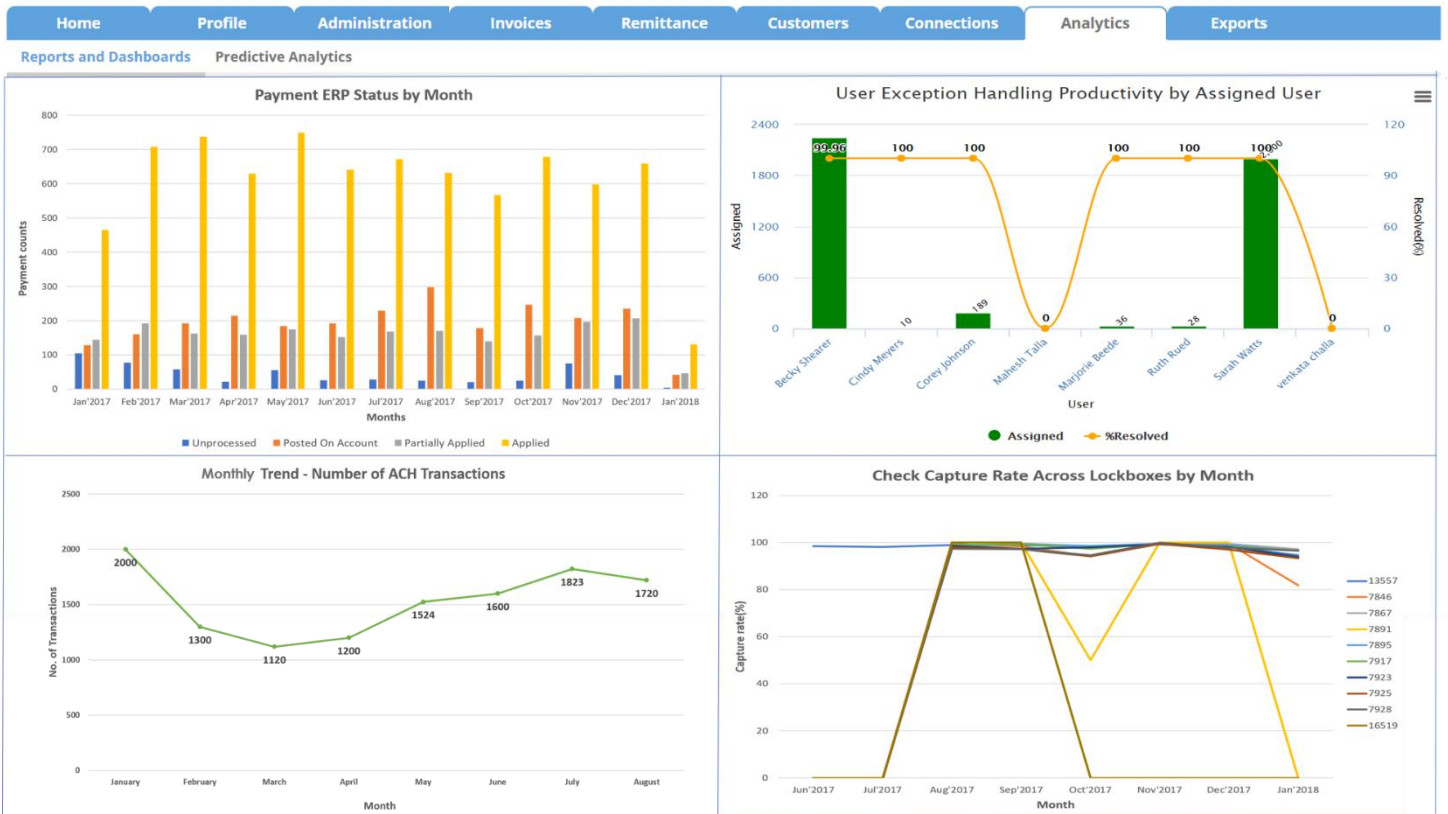 Home Profile Administration Invoices Remittance Customers Connections Analytics Exports
Reports and Dashboards Predictive Analytics
Payment ERP Status by Month
800
700
600
500
400
300
200
100
0
Payment counts
Jan'2017 Feb'2017 Mar'2017 Apr'2017 May'2017 Jun'2017 Jul'2017 Aug'2017 Sep'2017 Oct'2017 Nov'2017 Dec'2017 Jan'2018
Months
Unprocessed Posted On Account Partially Applied Applied
User Exception Handling Productivity by Assigned User
2400
1800
1200
600
0
Assigned
120
90
60
30
0
Resolved(%)
99.96 100 100 0 100 100 100 0
10 189 36 28 2,000
Becky Shearer Cindy Meyers Corey Johnson Mahesh Talla Marjorie Beede Ruth Rued Sarah Watts venkata challa
User
Assigned %Resolved
Monthly Trend - Number of ACH Transactions
2500
2000
1500
1000
500
0
No. of Transactions
2000 1300 1120 1200 1524 1600 1823 1720
January February March April May June July August
Month
Check Capture Rate Across Lockboxes by Month
120
100
80
60
40
20
0
Capture rate(%)
Jun'2017 Jul'2017 Aug'2017 Sep'2017 Oct'2017 Nov'2017 Dec'2017 Jan'2018
Month
13557
7846
7867
7891
7895
7917
7923
7925
7928
16519